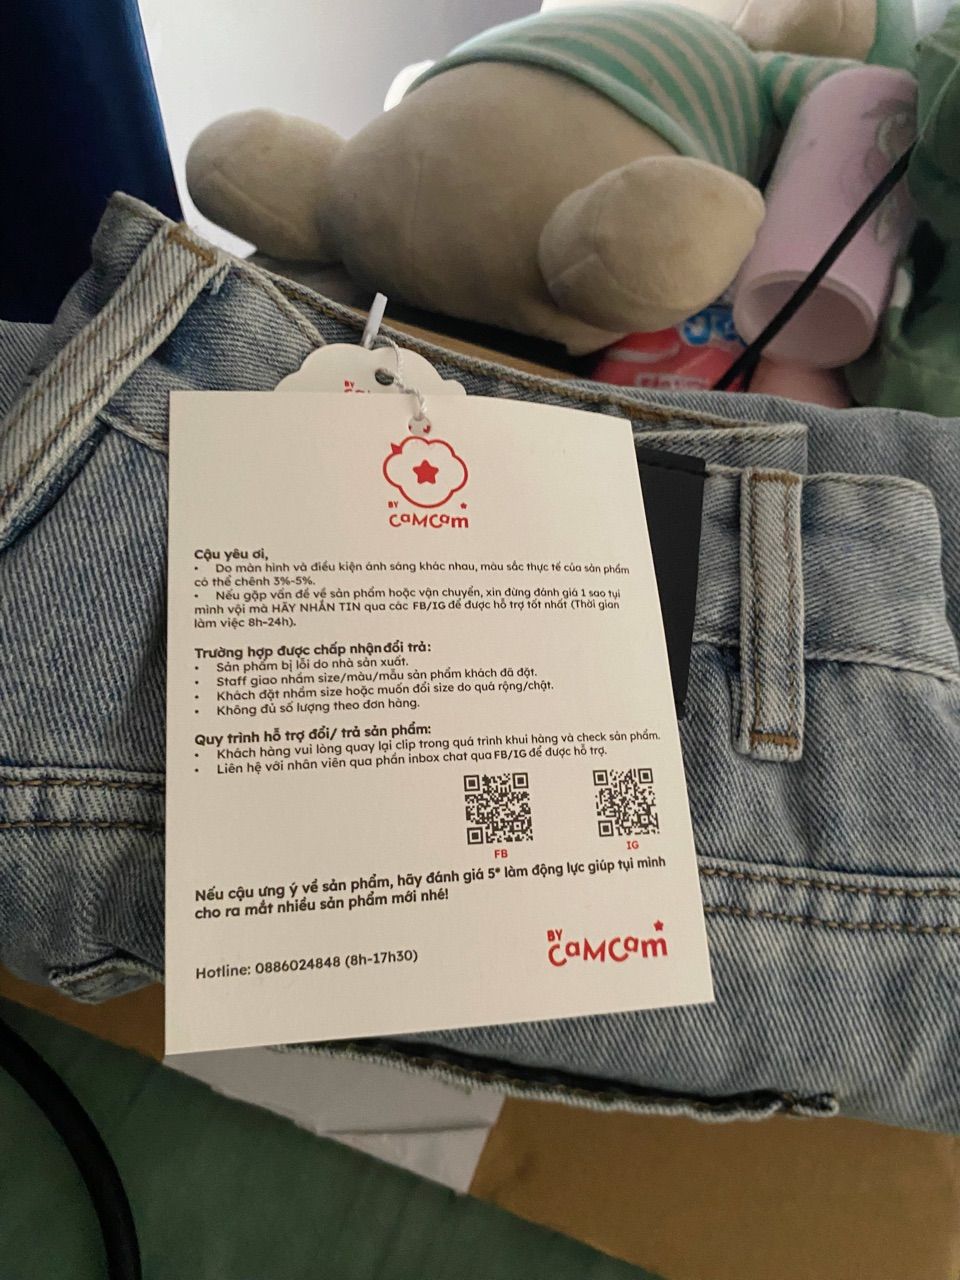 BY
BY
CaMCam
Cậu yêu ơi,
• Do màn hình và điều kiện ánh sáng khác nhau, màu sắc thực tế của sản phẩm
có thể chênh 3%-5%.
• Nếu gặp vấn đề về sản phẩm hoặc vận chuyển, xin đừng đánh giá 1 sao tụi
mình vội mà HÃY NHẮN TIN qua các FB/IG để được hỗ trợ tốt nhất (Thời gian
làm việc 8h-24h).
Trường hợp được chấp nhận đổi trả:
• Sản phẩm bị lỗi do nhà sản xuất.
• Staff giao nhầm size/màu/mẫu sản phẩm khách đã đặt.
• Khách đặt nhầm size hoặc muốn đổi size do quá rộng/chật.
• Không đủ số lượng theo đơn hàng.
Quy trình hỗ trợ đổi/ trả sản phẩm:
• Khách hàng vui lòng quay lại clip trong quá trình khui hàng và check sản phẩm.
• Liên hệ với nhân viên qua phần inbox chat qua FB/IG để được hỗ trợ.
FB
IG
Nếu cậu ưng ý về sản phẩm, hãy đánh giá 5* làm động lực giúp tụi mình
cho ra mắt nhiều sản phẩm mới nhé!
BY
CaMCam
Hotline: 0886024848 (8h-17h30)